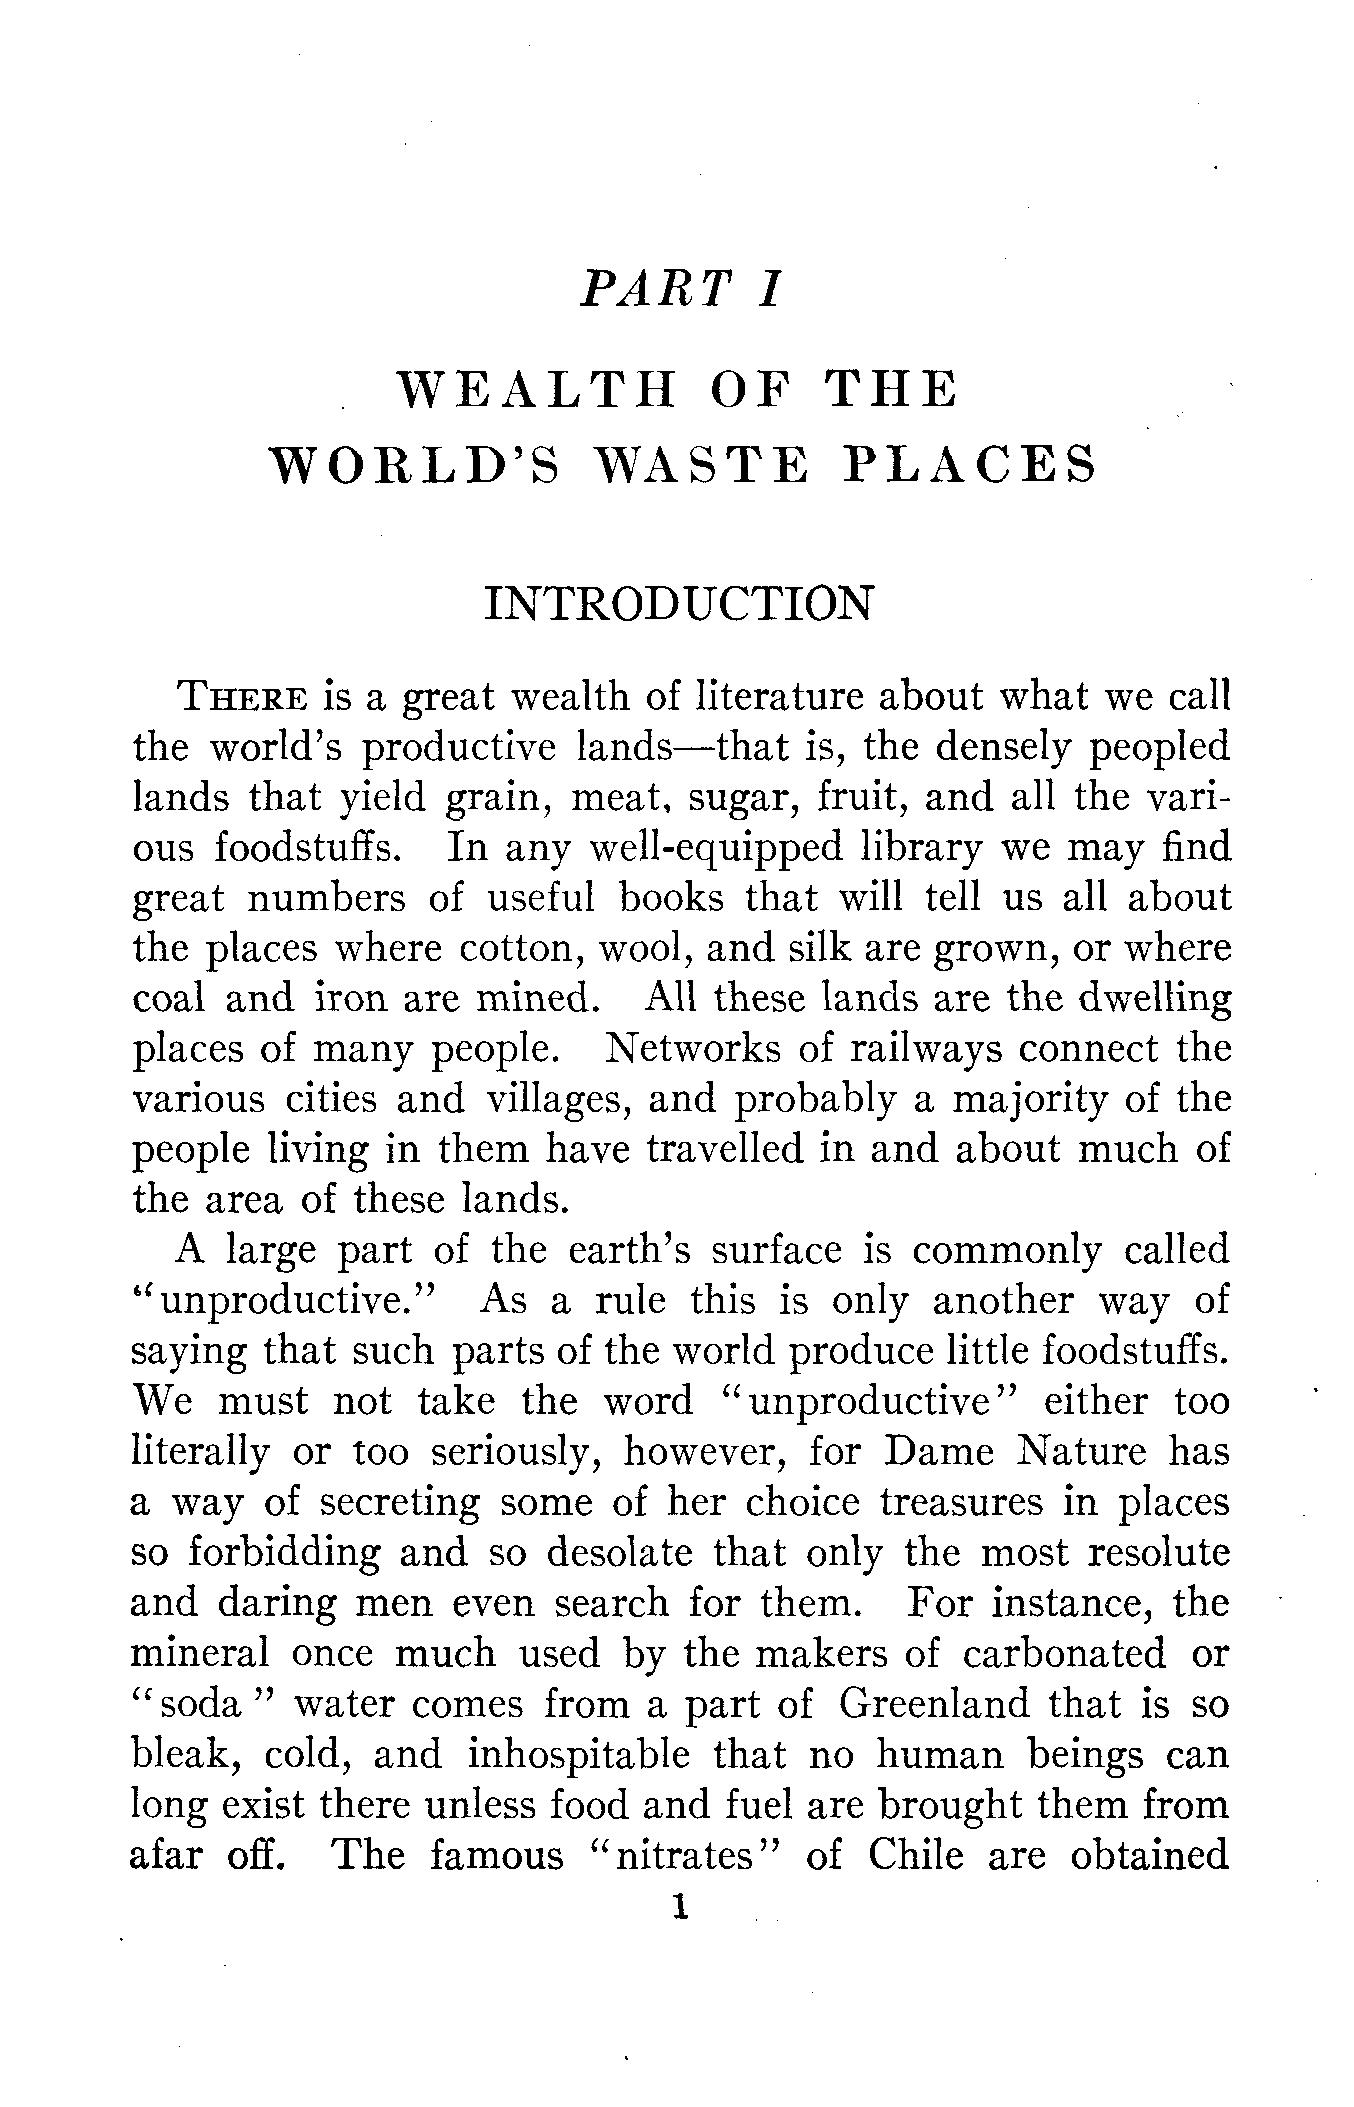 PART I
WEALTH OF THE
WORLD'S WASTE PLACES
INTRODUCTION
THERE is a great wealth of literature about what we call
the world's productive lands—that is, the densely peopled
lands that yield grain, meat, sugar, fruit, and all the vari-
ous foodstuffs. In any well-equipped library we may find
great numbers of useful books that will tell us all about
the places where cotton, wool, and silk are grown, or where
coal and iron are mined. All these lands are the dwelling
places of many people. Networks of railways connect the
various cities and villages, and probably a majority of the
people living in them have travelled in and about much of
the area of these lands.
A large part of the earth's surface is commonly called
"unproductive." As a rule this is only another way of
saying that such parts of the world produce little foodstuffs.
We must not take the word "unproductive" either too
literally or too seriously, however, for Dame Nature has
a way of secreting some of her choice treasures in places
so forbidding and so desolate that only the most resolute
and daring men even search for them. For instance, the
mineral once much used by the makers of carbonated or
"soda" water comes from a part of Greenland that is so
bleak, cold, and inhospitable that no human beings can
long exist there unless food and fuel are brought them from
afar off. The famous "nitrates" of Chile are obtained
1